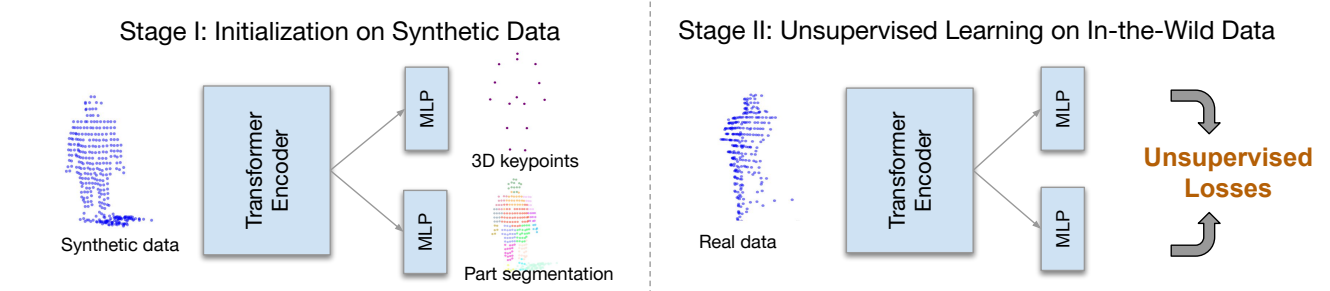 Stage I: Initialization on Synthetic Data
Synthetic data
Transformer
Encoder
MLP
3D keypoints
MLP
Part segmentation
Stage II: Unsupervised Learning on In-the-Wild Data
Real data
Transformer
Encoder
MLP
MLP
Unsupervised
Losses